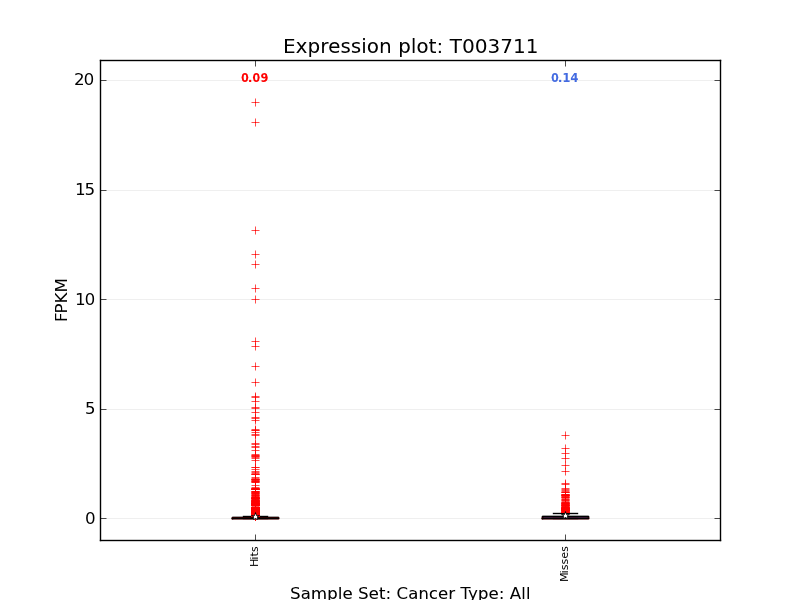 Expression plot: T003711
0.09
0.14
20
15
10
5
0
FPKM
Hits
Misses
Sample Set: Cancer Type: All